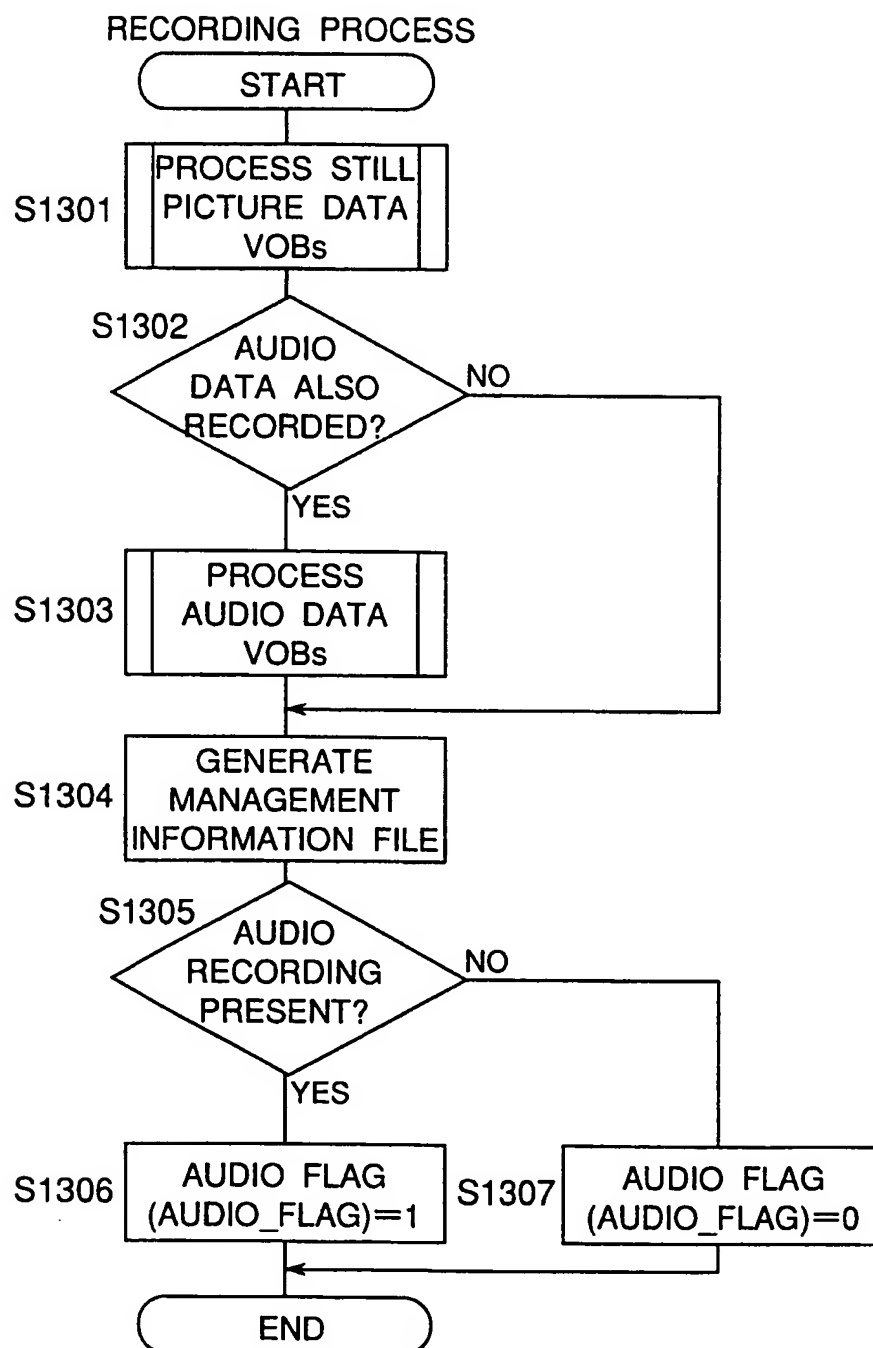 RECORDING PROCESS
START
S1301
PROCESS STILL
PICTURE DATA
VOBs
S1302
AUDIO
DATA ALSO
RECORDED?
NO
YES
S1303
PROCESS
AUDIO DATA
VOBs
S1304
GENERATE
MANAGEMENT
INFORMATION FILE
S1305
AUDIO
RECORDING
PRESENT?
NO
YES
S1306
AUDIO FLAG
(AUDIO_FLAG)=1
S1307
AUDIO FLAG
(AUDIO_FLAG)=0
END